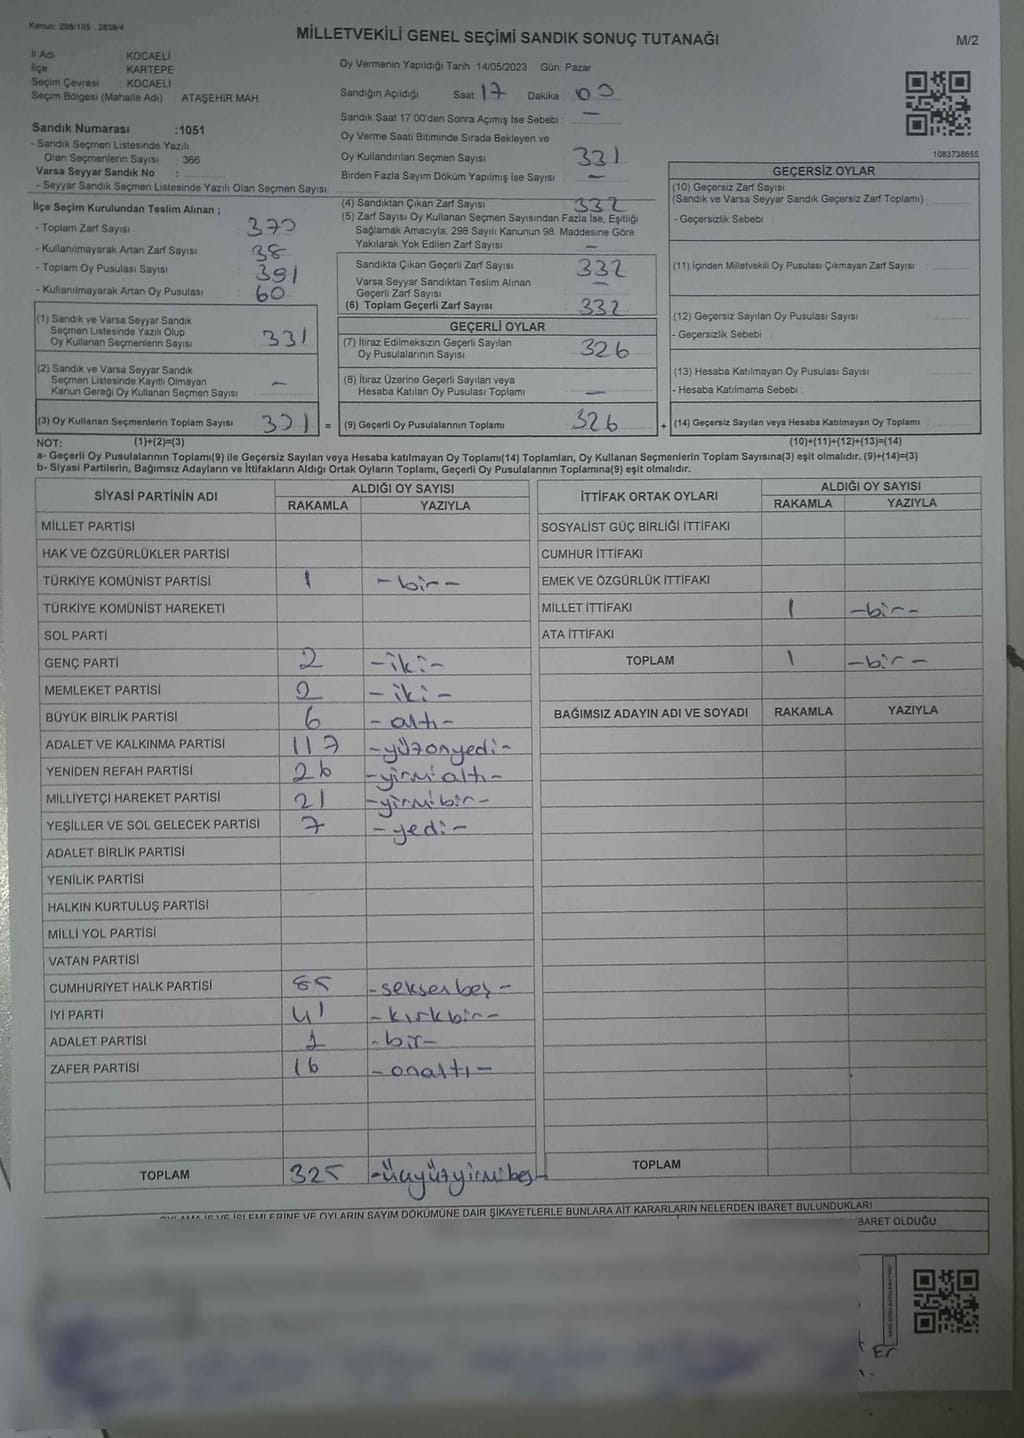 Kanun: 298/105 , 2839/4
MİLLETVEKİLİ GENEL SEÇİMİ SANDIK SONUÇ TUTANAĞI
M/2
İl Adı : KOCAELİ
İlçe : KARTEPE
Seçim Çevresi : KOCAELİ
Seçim Bölgesi (Mahalle Adı) ATAŞEHİR MAH.
Oy Vermenin Yapıldığı Tarih :14/05/2023 Gün: Pazar
Sandığın Açıldığı Saat: 17 Dakika: 00
Sandık Saat 17:00'den Sonra Açımış İse Sebebi : —
Sandık Numarası :1051
- Sandık Seçmen Listesinde Yazılı
Olan Seçmenlerin Sayısı : 366
Varsa Seyyar Sandık No :
- Seyyar Sandık Seçmen Listesinde Yazılı Olan Seçmen Sayısı
Oy Verme Saati Bitiminde Sırada Bekleyen ve
Oy Kullandırılan Seçmen Sayısı 331
Birden Fazla Sayım Döküm Yapılmış İse Sayısı —
1083738655
İlçe Seçim Kurulundan Teslim Alınan ;
- Toplam Zarf Sayısı 370
- Kullanılmayarak Artan Zarf Sayısı 38
- Toplam Oy Pusulası Sayısı 391
- Kullanılmayarak Artan Oy Pusulası 60
(1) Sandık ve Varsa Seyyar Sandık
Seçmen Listesinde Yazılı Olup
Oy Kullanan Seçmenlerin Sayısı 331
(2) Sandık ve Varsa Seyyar Sandık
Seçmen Listesinde Kayıtlı Olmayan
Kanun Gereği Oy Kullanan Seçmen Sayısı —
(3) Oy Kullanan Seçmenlerin Toplam Sayısı 331 =
(4) Sandıktan Çıkan Zarf Sayısı 332
(5) Zarf Sayısı Oy Kullanan Seçmen Sayısından Fazla İse, Eşitliği
Sağlamak Amacıyla, 298 Sayılı Kanunun 98. Maddesine Göre
Yakılarak Yok Edilen Zarf Sayısı —
Sandıkta Çıkan Geçerli Zarf Sayısı 332
Varsa Seyyar Sandıktan Teslim Alınan
Geçerli Zarf Sayısı —
(6) Toplam Geçerli Zarf Sayısı 332
GEÇERLİ OYLAR
(7) İtiraz Edilmeksizin Geçerli Sayılan
Oy Pusulalarının Sayısı 326
(8) İtiraz Üzerine Geçerli Sayılan veya
Hesaba Katılan Oy Pusulası Toplamı —
(9) Geçerli Oy Pusulalarının Toplamı 326 +
GEÇERSİZ OYLAR
(10) Geçersiz Zarf Sayısı
(Sandık ve Varsa Seyyar Sandık Geçersiz Zarf Toplamı)
- Geçersizlik Sebebi
(11) İçinden Milletvekili Oy Pusulası Çıkmayan Zarf Sayısı
(12) Geçersiz Sayılan Oy Pusulası Sayısı
- Geçersizlik Sebebi
(13) Hesaba Katılmayan Oy Pusulası Sayısı
- Hesaba Katılmama Sebebi
(14) Geçersiz Sayılan veya Hesaba Katılmayan Oy Toplamı
NOT: (1)+(2)=(3) (10)+(11)+(12)+(13)=(14)
a- Geçerli Oy Pusulalarının Toplamı(9) ile Geçersiz Sayılan veya Hesaba katılmayan Oy Toplamı(14) Toplamları, Oy Kullanan Seçmenlerin Toplam Sayısına(3) eşit olmalıdır. (9)+(14)=(3)
b- Siyasi Partilerin, Bağımsız Adayların ve İttifakların Aldığı Ortak Oyların Toplamı, Geçerli Oy Pusulalarının Toplamına(9) eşit olmalıdır.
SİYASİ PARTİNİN ADI ALDIĞI OY SAYISI
RAKAMLA YAZIYLA
MİLLET PARTİSİ
HAK VE ÖZGÜRLÜKLER PARTİSİ
TÜRKİYE KOMÜNİST PARTİSİ 1 -bir-
TÜRKİYE KOMÜNİST HAREKETİ
SOL PARTİ
GENÇ PARTİ 2 -iki-
MEMLEKET PARTİSİ 2 -iki-
BÜYÜK BİRLİK PARTİSİ 6 -altı-
ADALET VE KALKINMA PARTİSİ 117 -yüzonyedi-
YENİDEN REFAH PARTİSİ 26 -yirmialtı-
MİLLİYETÇİ HAREKET PARTİSİ 21 -yirmibir-
YEŞİLLER VE SOL GELECEK PARTİSİ 7 -yedi-
ADALET BİRLİK PARTİSİ
YENİLİK PARTİSİ
HALKIN KURTULUŞ PARTİSİ
MİLLİ YOL PARTİSİ
VATAN PARTİSİ
CUMHURİYET HALK PARTİSİ 85 -seksenbeş-
İYİ PARTİ 41 -kırkbir-
ADALET PARTİSİ 1 -bir-
ZAFER PARTİSİ 16 -onaltı-
TOPLAM 325 -üçyüzyirmibeş-
İTTİFAK ORTAK OYLARI ALDIĞI OY SAYISI
RAKAMLA YAZIYLA
SOSYALİST GÜÇ BİRLİĞİ İTTİFAKI
CUMHUR İTTİFAKI
EMEK VE ÖZGÜRLÜK İTTİFAKI
MİLLET İTTİFAKI 1 -bir-
ATA İTTİFAKI
TOPLAM 1 -bir-
BAĞIMSIZ ADAYIN ADI VE SOYADI RAKAMLA YAZIYLA
TOPLAM
OYLAMA İŞ VE İŞLEMLERİNE VE OYLARIN SAYIM DÖKÜMÜNE DAİR ŞİKAYETLERLE BUNLARA AİT KARARLARIN NELERDEN İBARET BULUNDUKLARI
BARET OLDUĞU
Er